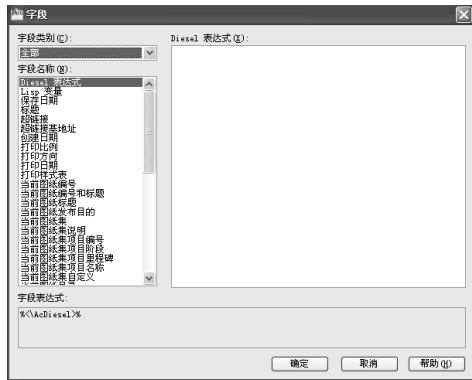 字段
字段类别(C):
全部
字段名称(N):
Diesel 表达式
Lisp 变量
保存日期
标题
超链接
超链接基地址
创建日期
打印比例
打印方向
打印日期
打印样式表
当前图纸编号
当前图纸编号和标题
当前图纸标题
当前图纸发布目的
当前图纸集
当前图纸集说明
当前图纸集项目编号
当前图纸集项目阶段
当前图纸集项目里程碑
当前图纸集项目名称
当前图纸集自定义
Diesel 表达式(X):
字段表达式:
%<\AcDiesel>%
确定
取消
帮助(H)